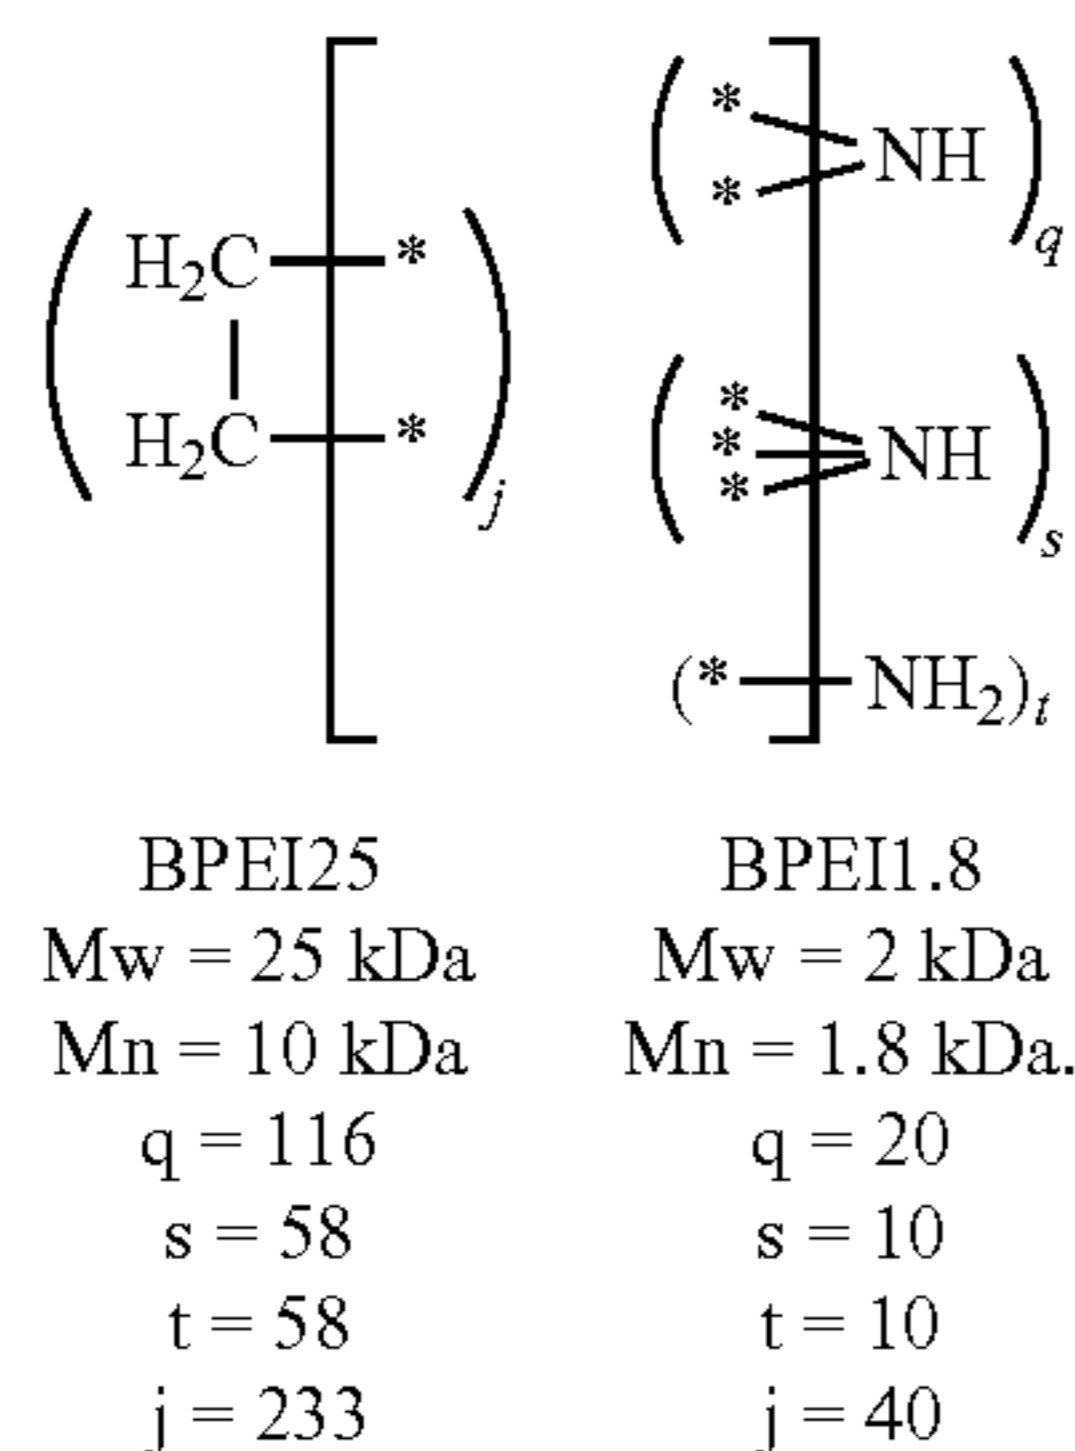 H₂C *
H₂C *
j
* * NH q
* * * NH s
(* NH₂)t
BPEI25
Mw = 25 kDa
Mn = 10 kDa
q = 116
s = 58
t = 58
j = 233
BPEI1.8
Mw = 2 kDa
Mn = 1.8 kDa.
q = 20
s = 10
t = 10
j = 40